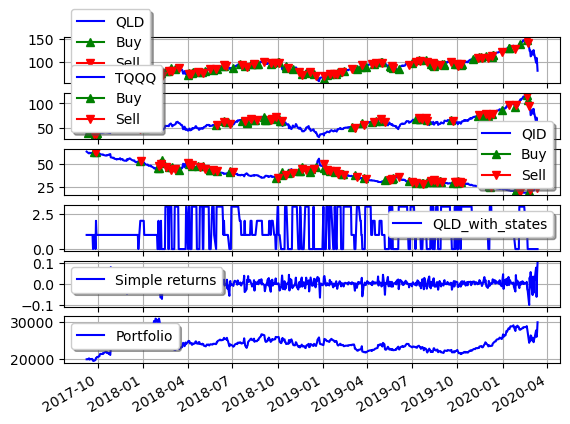 QLD
Buy
Sell
150
100
TQQQ
Buy
Sell
100
50
QID
Buy
Sell
50
25
QLD_with_states
2.5
0.0
Simple returns
0.1
0.0
−0.1
Portfolio
30000
20000
2017-10 2018-01 2018-04 2018-07 2018-10 2019-01 2019-04 2019-07 2019-10 2020-01 2020-04